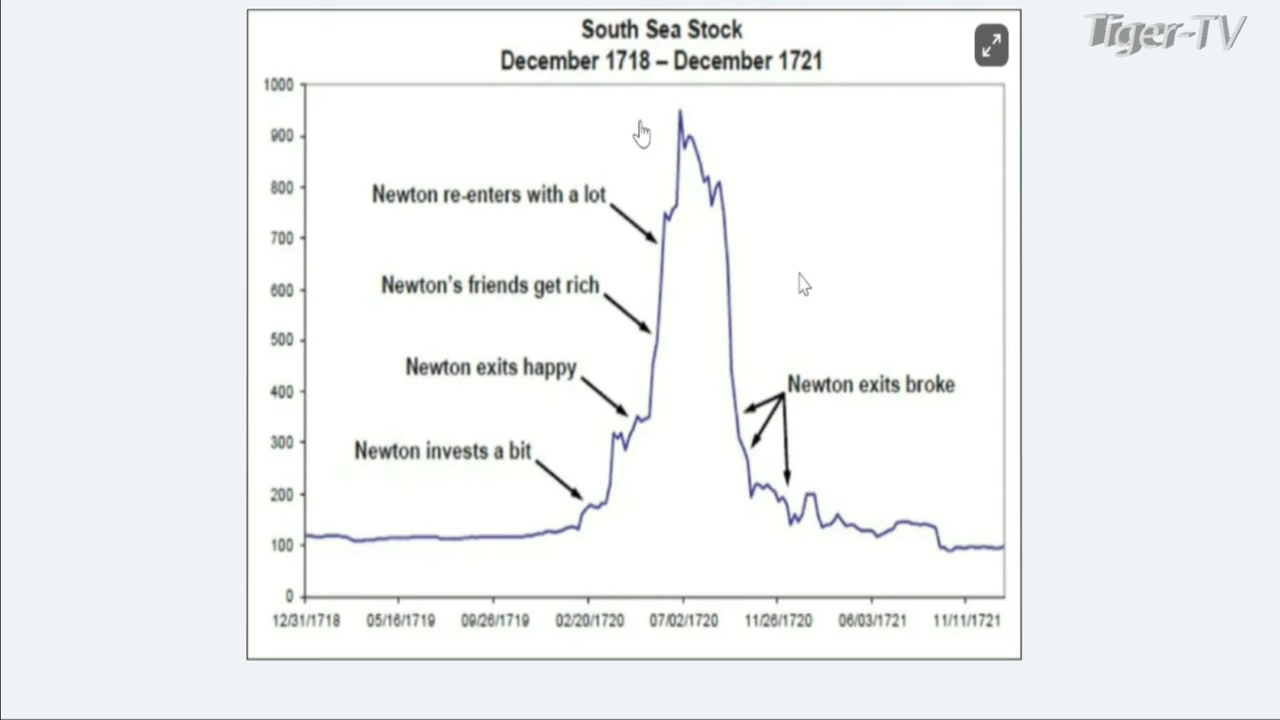 Tiger-TV
South Sea Stock
December 1718 – December 1721
1000
900
800
700
600
500
400
300
200
100
0
Newton re-enters with a lot
Newton's friends get rich
Newton exits happy
Newton exits broke
Newton invests a bit
12/31/1718 05/16/1719 09/26/1719 02/20/1720 07/02/1720 11/26/1720 06/03/1721 11/11/1721